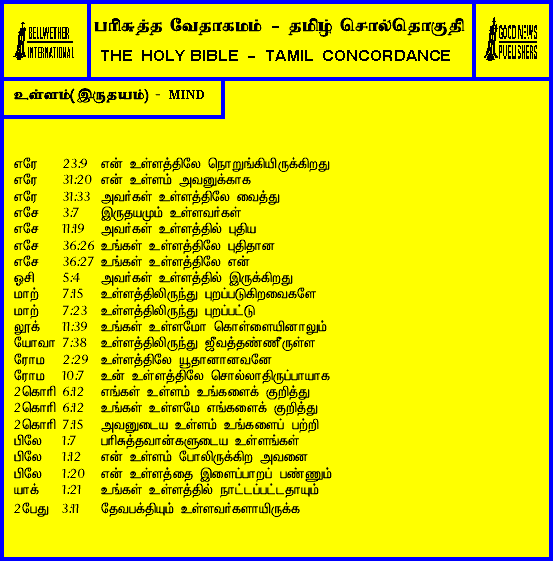 BELLWETHER
INTERNATIONAL
பரிசுத்த வேதாகமம் - தமிழ் சொல்தொகுதி
THE HOLY BIBLE - TAMIL CONCORDANCE
GOOD NEWS
PUBLISHERS
உள்ளம்(இருதயம்) - MIND
எரே 23:9 என் உள்ளத்திலே நொறுங்கியிருக்கிறது
எரே 31:20 என் உள்ளம் அவனுக்காக
எரே 31:33 அவர்கள் உள்ளத்திலே வைத்து
எசே 3:7 இருதயமும் உள்ளவர்கள்
எசே 11:19 அவர்கள் உள்ளத்தில் புதிய
எசே 36:26 உங்கள் உள்ளத்திலே புதிதான
எசே 36:27 உங்கள் உள்ளத்திலே என்
ஓசி 5:4 அவர்கள் உள்ளத்தில் இருக்கிறது
மாற் 7:15 உள்ளத்திலிருந்து புறப்படுகிறவைகளே
மாற் 7:23 உள்ளத்திலிருந்து புறப்பட்டு
லூக் 11:39 உங்கள் உள்ளமோ கொள்ளையினாலும்
யோவா 7:38 உள்ளத்திலிருந்து ஜீவத்தண்ணீருள்ள
ரோம 2:29 உள்ளத்திலே யூதானானவனே
ரோம 10:7 உன் உள்ளத்திலே சொல்லாதிருப்பாயாக
2கொரி 6:12 எங்கள் உள்ளம் உங்களைக் குறித்து
2கொரி 6:12 உங்கள் உள்ளமே எங்களைக் குறித்து
2கொரி 7:15 அவனுடைய உள்ளம் உங்களைப் பற்றி
பிலே 1:7 பரிசுத்தவான்களுடைய உள்ளங்கள்
பிலே 1:12 என் உள்ளம் போலிருக்கிற அவனை
பிலே 1:20 என் உள்ளத்தை இளைப்பாறப் பண்ணும்
யாக் 1:21 உங்கள் உள்ளத்தில் நாட்டப்பட்டதாயும்
2பேது 3:11 தேவபக்தியும் உள்ளவர்களாயிருக்க